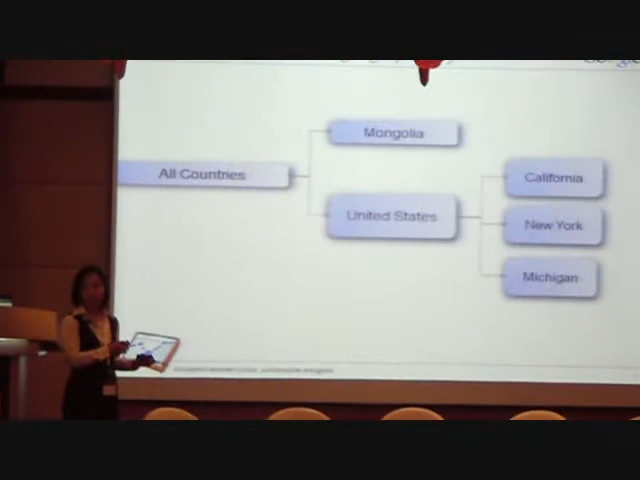 All Countries
Mongolia
United States
California
New York
Michigan